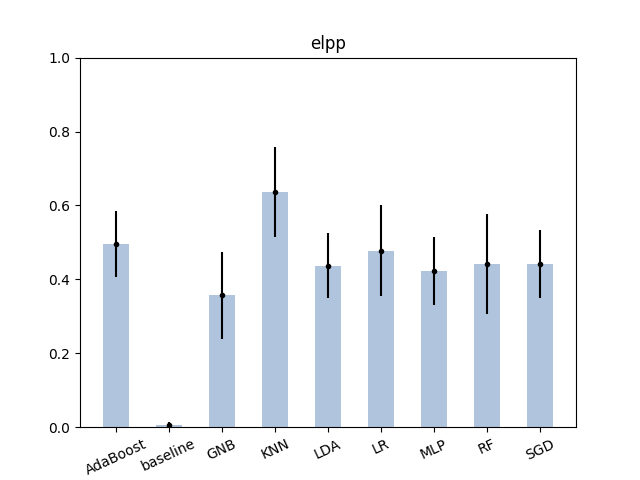 elpp
1.0
0.8
0.6
0.4
0.2
0.0
AdaBoost
baseline
GNB
KNN
LDA
LR
MLP
RF
SGD